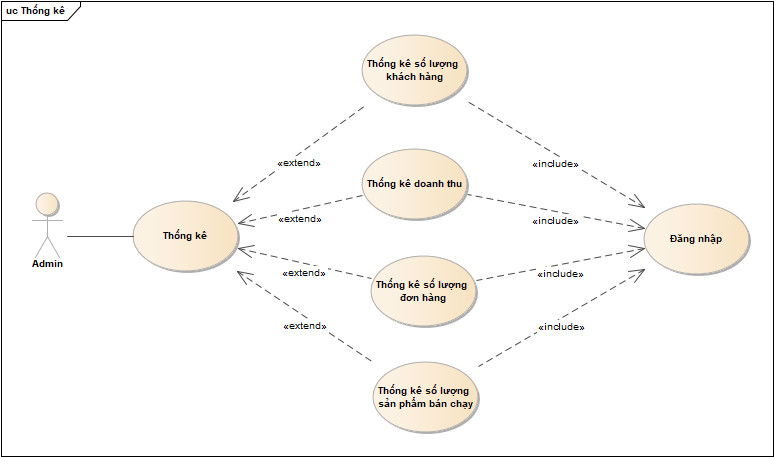 uc Thống kê
Thống kê số lượng
khách hàng
«extend»
«include»
Thống kê doanh thu
«extend»
«include»
Thống kê
Đăng nhập
Admin
«extend»
«include»
Thống kê số lượng
đơn hàng
«extend»
«include»
Thống kê số lượng
sản phẩm bán chạy